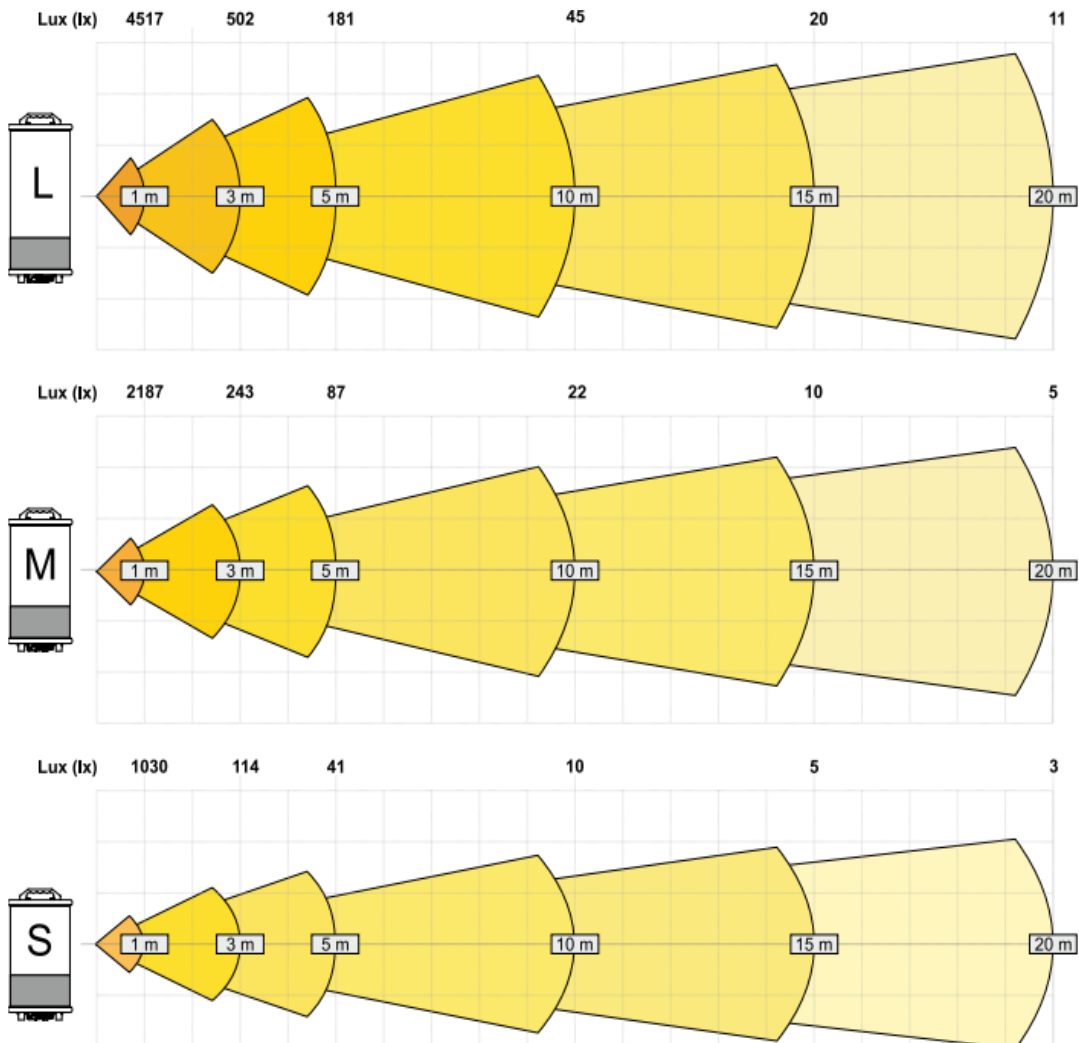 Lux (lx) 4517 502 181 45 20 11
L
1 m 3 m 5 m 10 m 15 m 20 m
Lux (lx) 2187 243 87 22 10 5
M
1 m 3 m 5 m 10 m 15 m 20 m
Lux (lx) 1030 114 41 10 5 3
S
1 m 3 m 5 m 10 m 15 m 20 m